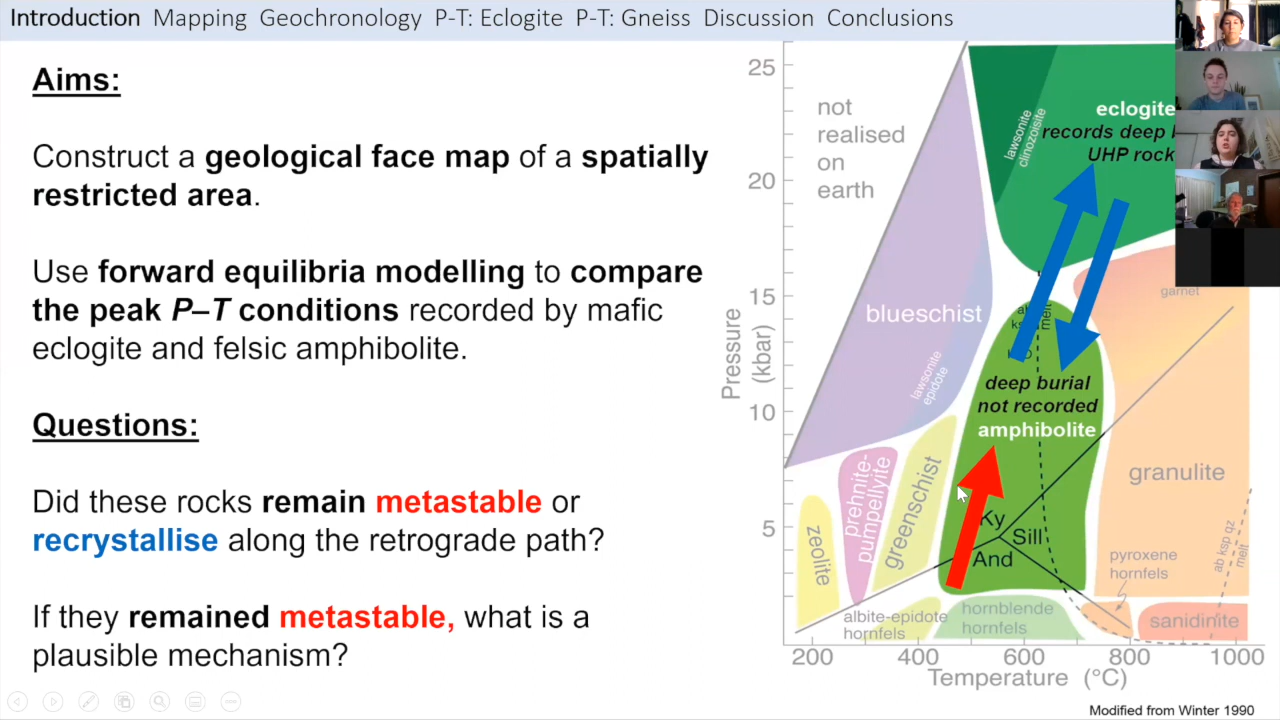 Introduction Mapping Geochronology P-T: Eclogite P-T: Gneiss Discussion Conclusions
Aims:
Construct a geological face map of a spatially
restricted area.
Use forward equilibria modelling to compare
the peak P–T conditions recorded by mafic
eclogite and felsic amphibolite.
Questions:
Did these rocks remain metastable or
recrystallise along the retrograde path?
If they remained metastable, what is a
plausible mechanism?
25
20
15
10
5
Pressure
(kbar)
not
realised
on
earth
lawsonite
clinozoisite
eclogite
records deep
UHP rock
blueschist
lawsonite
epidote
garnet
deep burial
not recorded
amphibolite
granulite
zeolite
prehnite-
pumpellyite
greenschist
Ky
Sill
And
pyroxene
hornfels
ab ksp qz
melt
albite-epidote
hornfels
hornblende
hornfels
sanidinite
200
400
600
800
1000
Temperature (°C)
Modified from Winter 1990